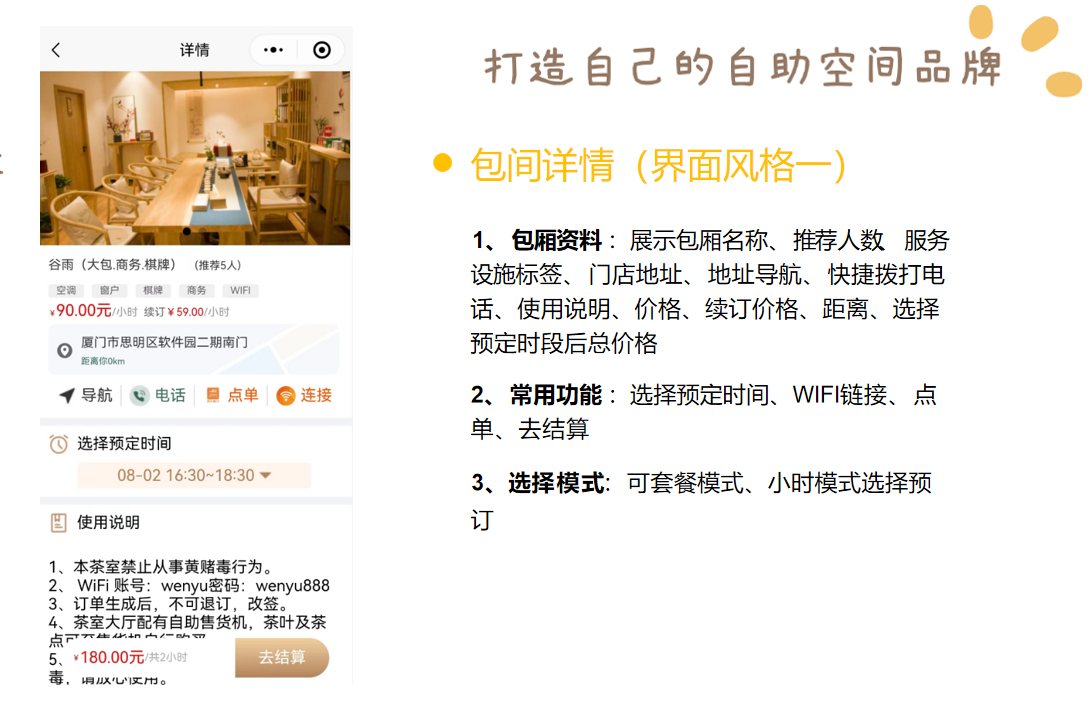 详情
谷雨（大包.商务.棋牌）（推荐5人）
空调 窗户 棋牌 商务 WIFI
¥90.00元/小时 续订￥59.00/小时
厦门市思明区软件园二期南门
距离你0km
导航 电话 点单 连接
选择预定时间
08-02 16:30~18:30
使用说明
1、本茶室禁止从事黄赌毒行为。
2、 WiFi 账号：wenyu密码：wenyu888
3、订单生成后，不可退订，改签。
4、茶室大厅配有自助售货机，茶叶及茶
5、
¥180.00元/共2小时
去结算
打造自己的自助空间品牌
包间详情（界面风格一）
1、 包厢资料： 展示包厢名称、推荐人数 服务
设施标签、门店地址、地址导航、快捷拨打电
话、使用说明、价格、续订价格、距离、选择
预定时段后总价格
2、 常用功能： 选择预定时间、WIFI链接、点
单、去结算
3、选择模式: 可套餐模式、小时模式选择预
订